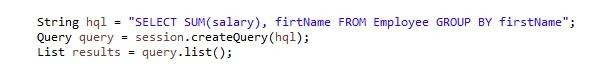 String hql = "SELECT SUM(salary), firtName FROM Employee GROUP BY firstName";
Query query = session.createQuery(hql);
List results = query.list();